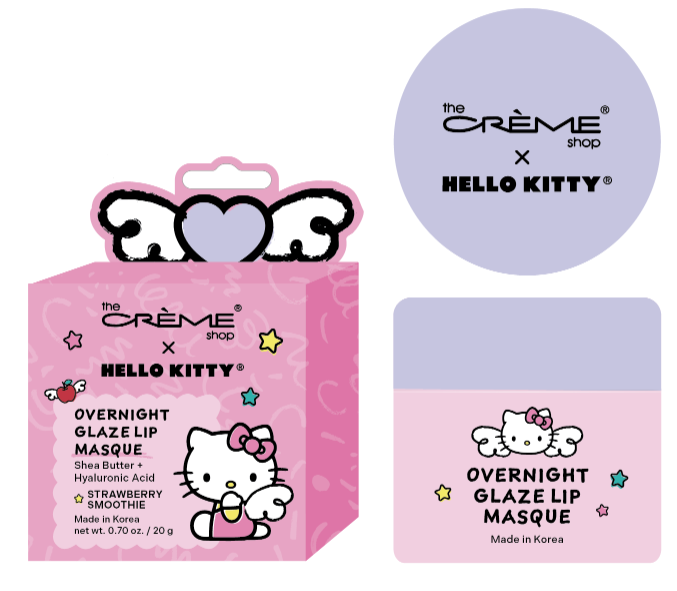 the
CRÈME®
shop
×
HELLO KITTY®
OVERNIGHT
GLAZE LIP
MASQUE
Shea Butter +
Hyaluronic Acid
STRAWBERRY
SMOOTHIE
Made in Korea
net wt. 0.70 oz. / 20 g
the
CRÈME®
shop
×
HELLO KITTY®
OVERNIGHT
GLAZE LIP
MASQUE
Made in Korea